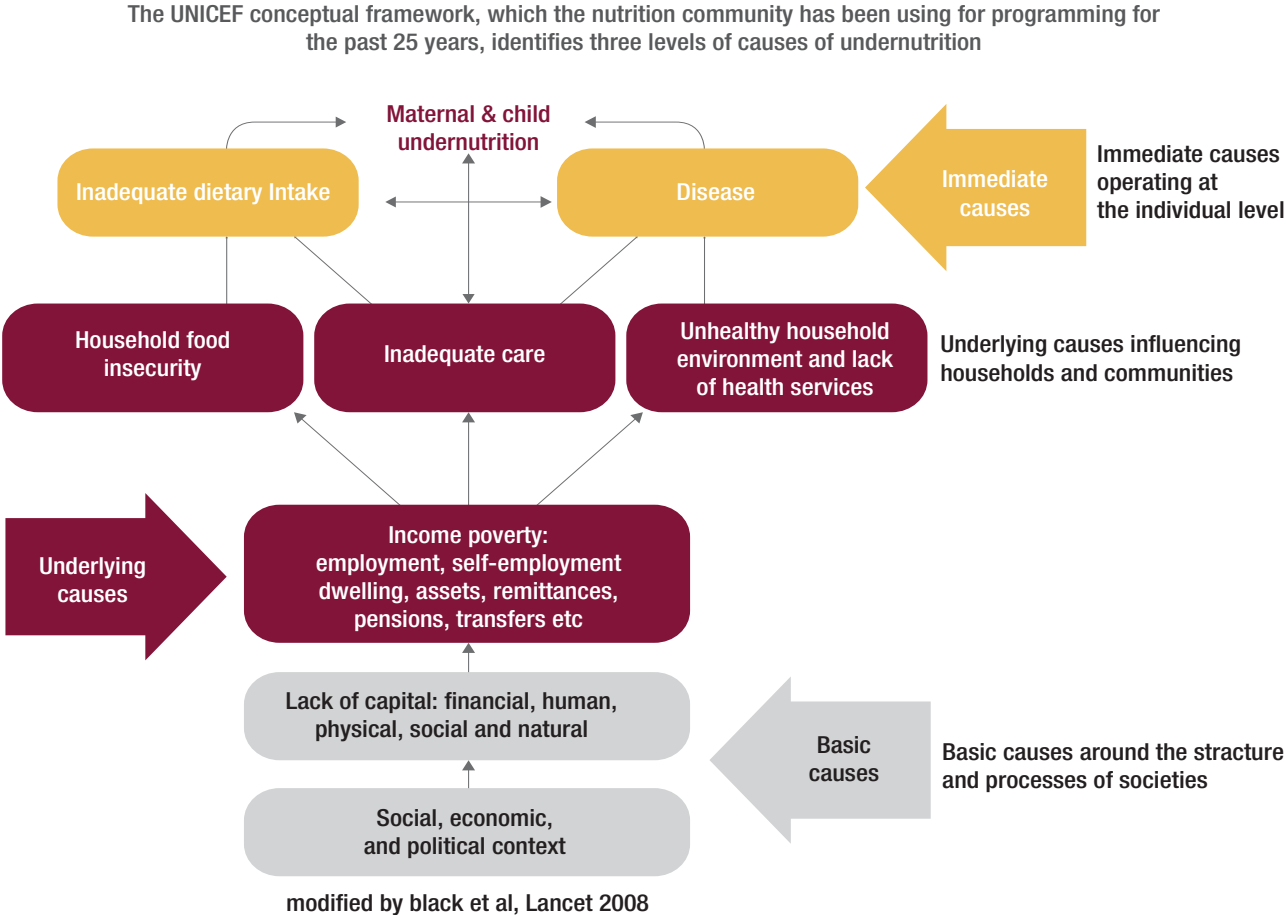 The UNICEF conceptual framework, which the nutrition community has been using for programming for
the past 25 years, identifies three levels of causes of undernutrition
Maternal & child
undernutrition
Inadequate dietary Intake
Disease
Immediate
causes
Immediate causes
operating at
the individual level
Household food
insecurity
Inadequate care
Unhealthy household
environment and lack
of health services
Underlying causes influencing
households and communities
Underlying
causes
Income poverty:
employment, self-employment
dwelling, assets, remittances,
pensions, transfers etc
Lack of capital: financial, human,
physical, social and natural
Basic
causes
Basic causes around the stracture
and processes of societies
Social, economic,
and political context
modified by black et al, Lancet 2008